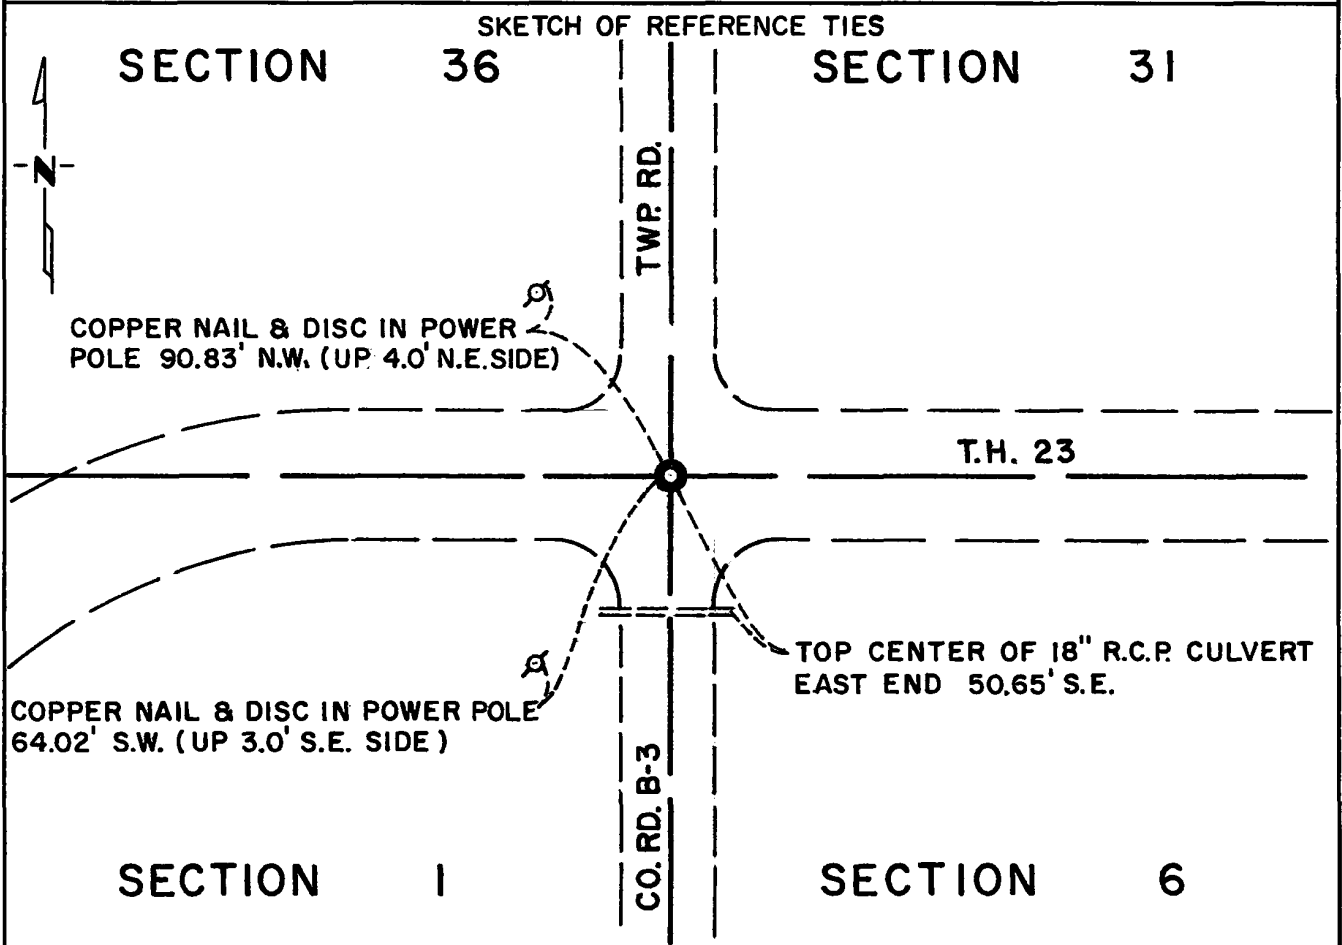 SKETCH OF REFERENCE TIES
SECTION 36
SECTION 31
N
TWP. RD.
COPPER NAIL & DISC IN POWER
POLE 90.83' N.W. (UP 4.0' N.E. SIDE)
T.H. 23
TOP CENTER OF 18" R.C.P. CULVERT
EAST END 50.65' S.E.
COPPER NAIL & DISC IN POWER POLE
64.02' S.W. (UP 3.0' S.E. SIDE)
CO. RD. B-3
SECTION 1
SECTION 6